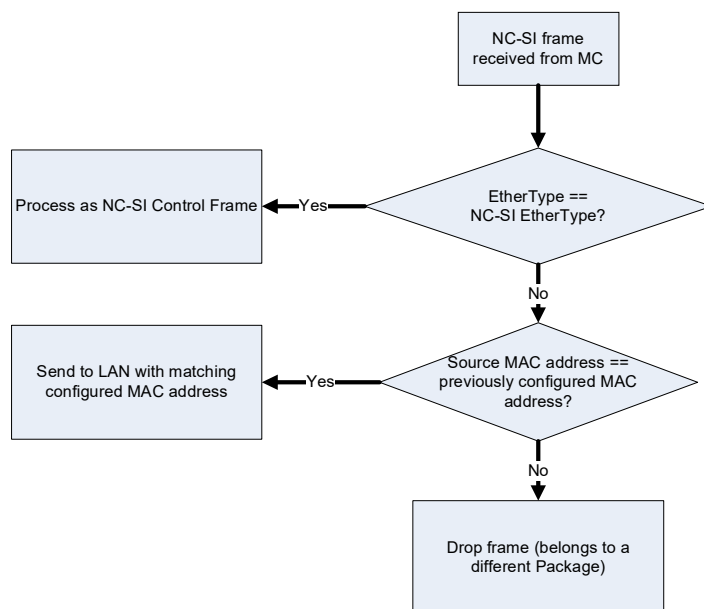 NC-SI frame
received from MC
EtherType ==
NC-SI EtherType?
Yes
Process as NC-SI Control Frame
No
Source MAC address ==
previously configured MAC
address?
Yes
Send to LAN with matching
configured MAC address
No
Drop frame (belongs to a
different Package)